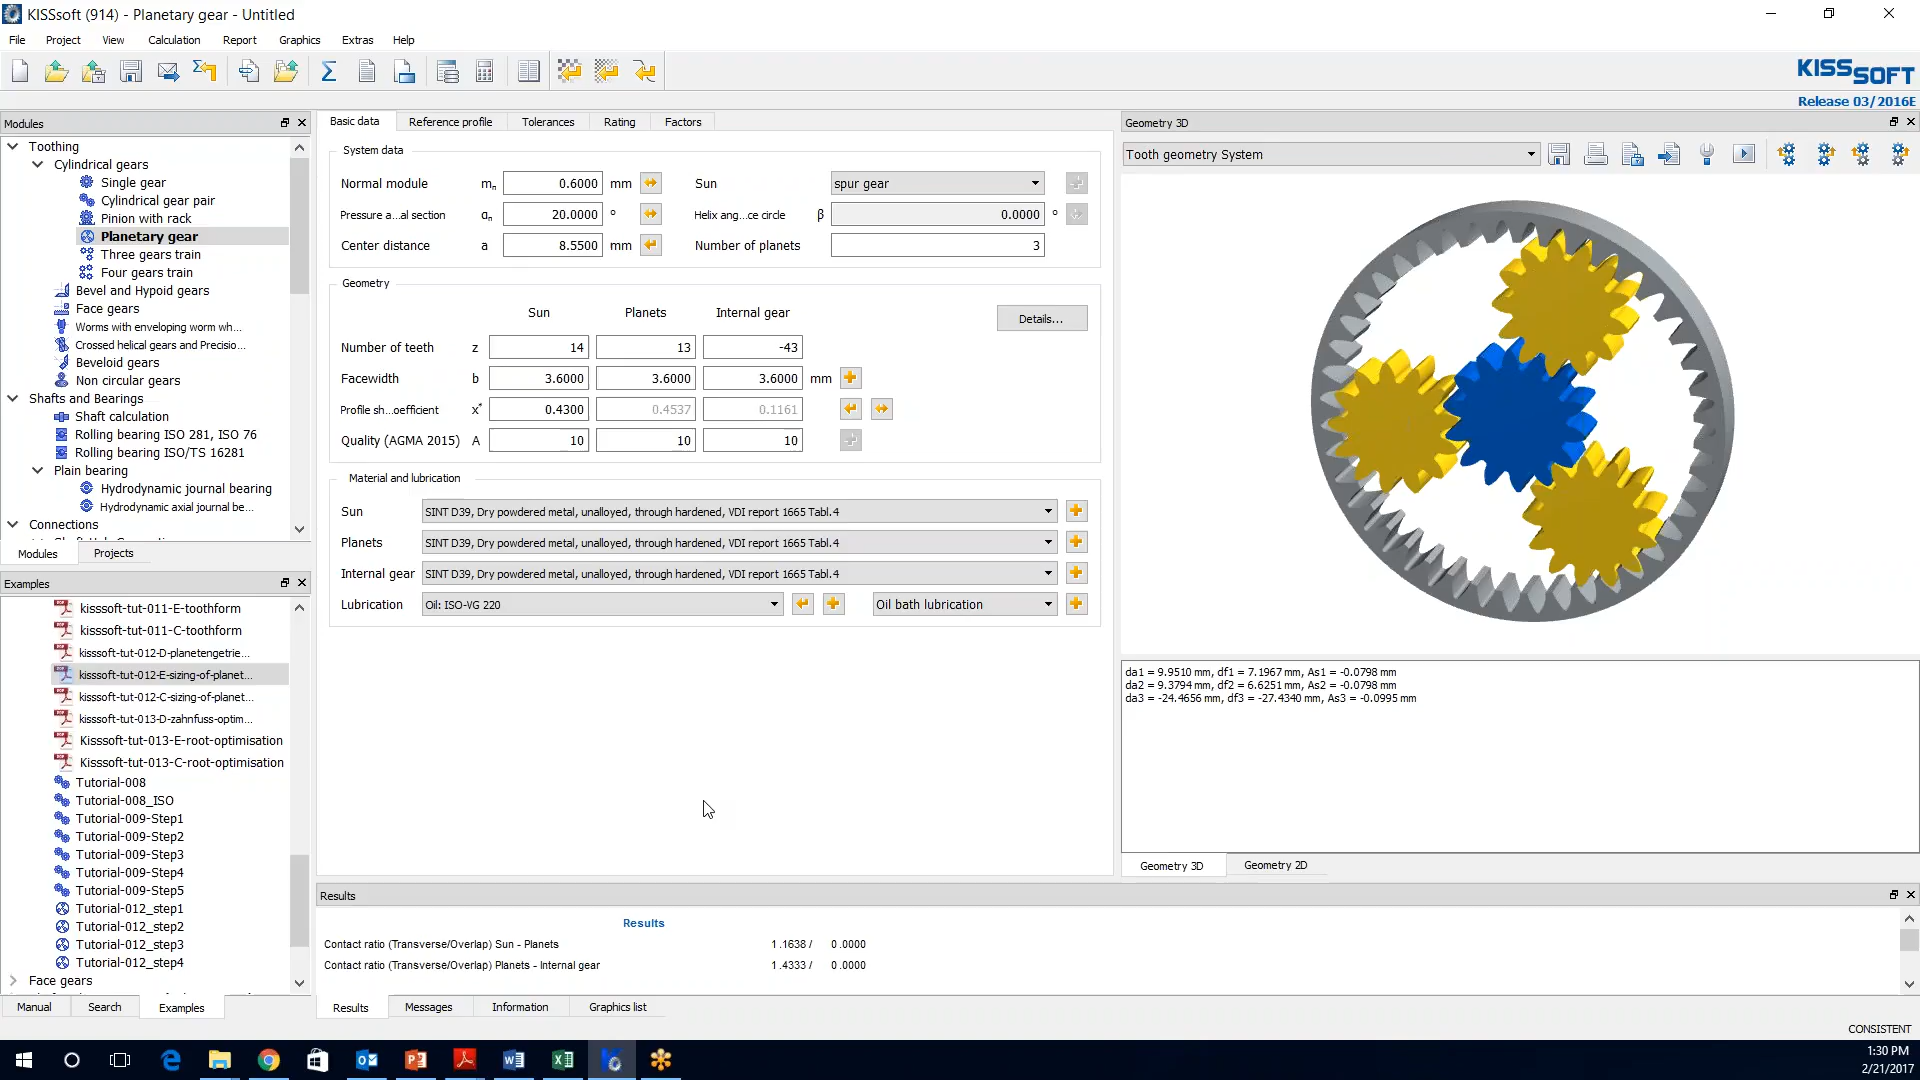 KISSsoft (914) - Planetary gear - Untitled
File Project View Calculation Report Graphics Extras Help
KISSSOFT
Release 03/2016E
Modules
Toothing
Cylindrical gears
Single gear
Cylindrical gear pair
Pinion with rack
Planetary gear
Three gears train
Four gears train
Bevel and Hypoid gears
Face gears
Worms with enveloping worm wh...
Crossed helical gears and Precisio...
Beveloid gears
Non circular gears
Shafts and Bearings
Shaft calculation
Rolling bearing ISO 281, ISO 76
Rolling bearing ISO/TS 16281
Plain bearing
Hydrodynamic journal bearing
Hydrodynamic axial journal be...
Connections
Modules Projects
Examples
kisssoft-tut-011-E-toothform
kisssoft-tut-011-C-toothform
kisssoft-tut-012-D-planetengetrie...
kisssoft-tut-012-E-sizing-of-planet...
kisssoft-tut-012-C-sizing-of-planet...
kisssoft-tut-013-D-zahnfuss-optim...
Kisssoft-tut-013-E-root-optimisation
Kisssoft-tut-013-C-root-optimisation
Tutorial-008
Tutorial-008_ISO
Tutorial-009-Step1
Tutorial-009-Step2
Tutorial-009-Step3
Tutorial-009-Step4
Tutorial-009-Step5
Tutorial-012_step1
Tutorial-012_step2
Tutorial-012_step3
Tutorial-012_step4
Face gears
Manual Search Examples
Basic data Reference profile Tolerances Rating Factors
System data
Normal module mn 0.6000 mm Sun spur gear
Pressure a...al section αn 20.0000 ° Helix ang...ce circle β 0.0000 °
Center distance a 8.5500 mm Number of planets 3
Geometry
Sun Planets Internal gear Details...
Number of teeth z 14 13 -43
Facewidth b 3.6000 3.6000 3.6000 mm
Profile sh...oefficient x* 0.4300 0.4537 0.1161
Quality (AGMA 2015) A 10 10 10
Material and lubrication
Sun SINT D39, Dry powdered metal, unalloyed, through hardened, VDI report 1665 Tabl.4
Planets SINT D39, Dry powdered metal, unalloyed, through hardened, VDI report 1665 Tabl.4
Internal gear SINT D39, Dry powdered metal, unalloyed, through hardened, VDI report 1665 Tabl.4
Lubrication Oil: ISO-VG 220 Oil bath lubrication
Geometry 3D
Tooth geometry System
da1 = 9.9510 mm, df1 = 7.1967 mm, As1 = -0.0798 mm
da2 = 9.3794 mm, df2 = 6.6251 mm, As2 = -0.0798 mm
da3 = -24.4656 mm, df3 = -27.4340 mm, As3 = -0.0995 mm
Geometry 3D Geometry 2D
Results
Results
Contact ratio (Transverse/Overlap) Sun - Planets 1.1638 / 0.0000
Contact ratio (Transverse/Overlap) Planets - Internal gear 1.4333 / 0.0000
Results Messages Information Graphics list
CONSISTENT
1:30 PM
2/21/2017